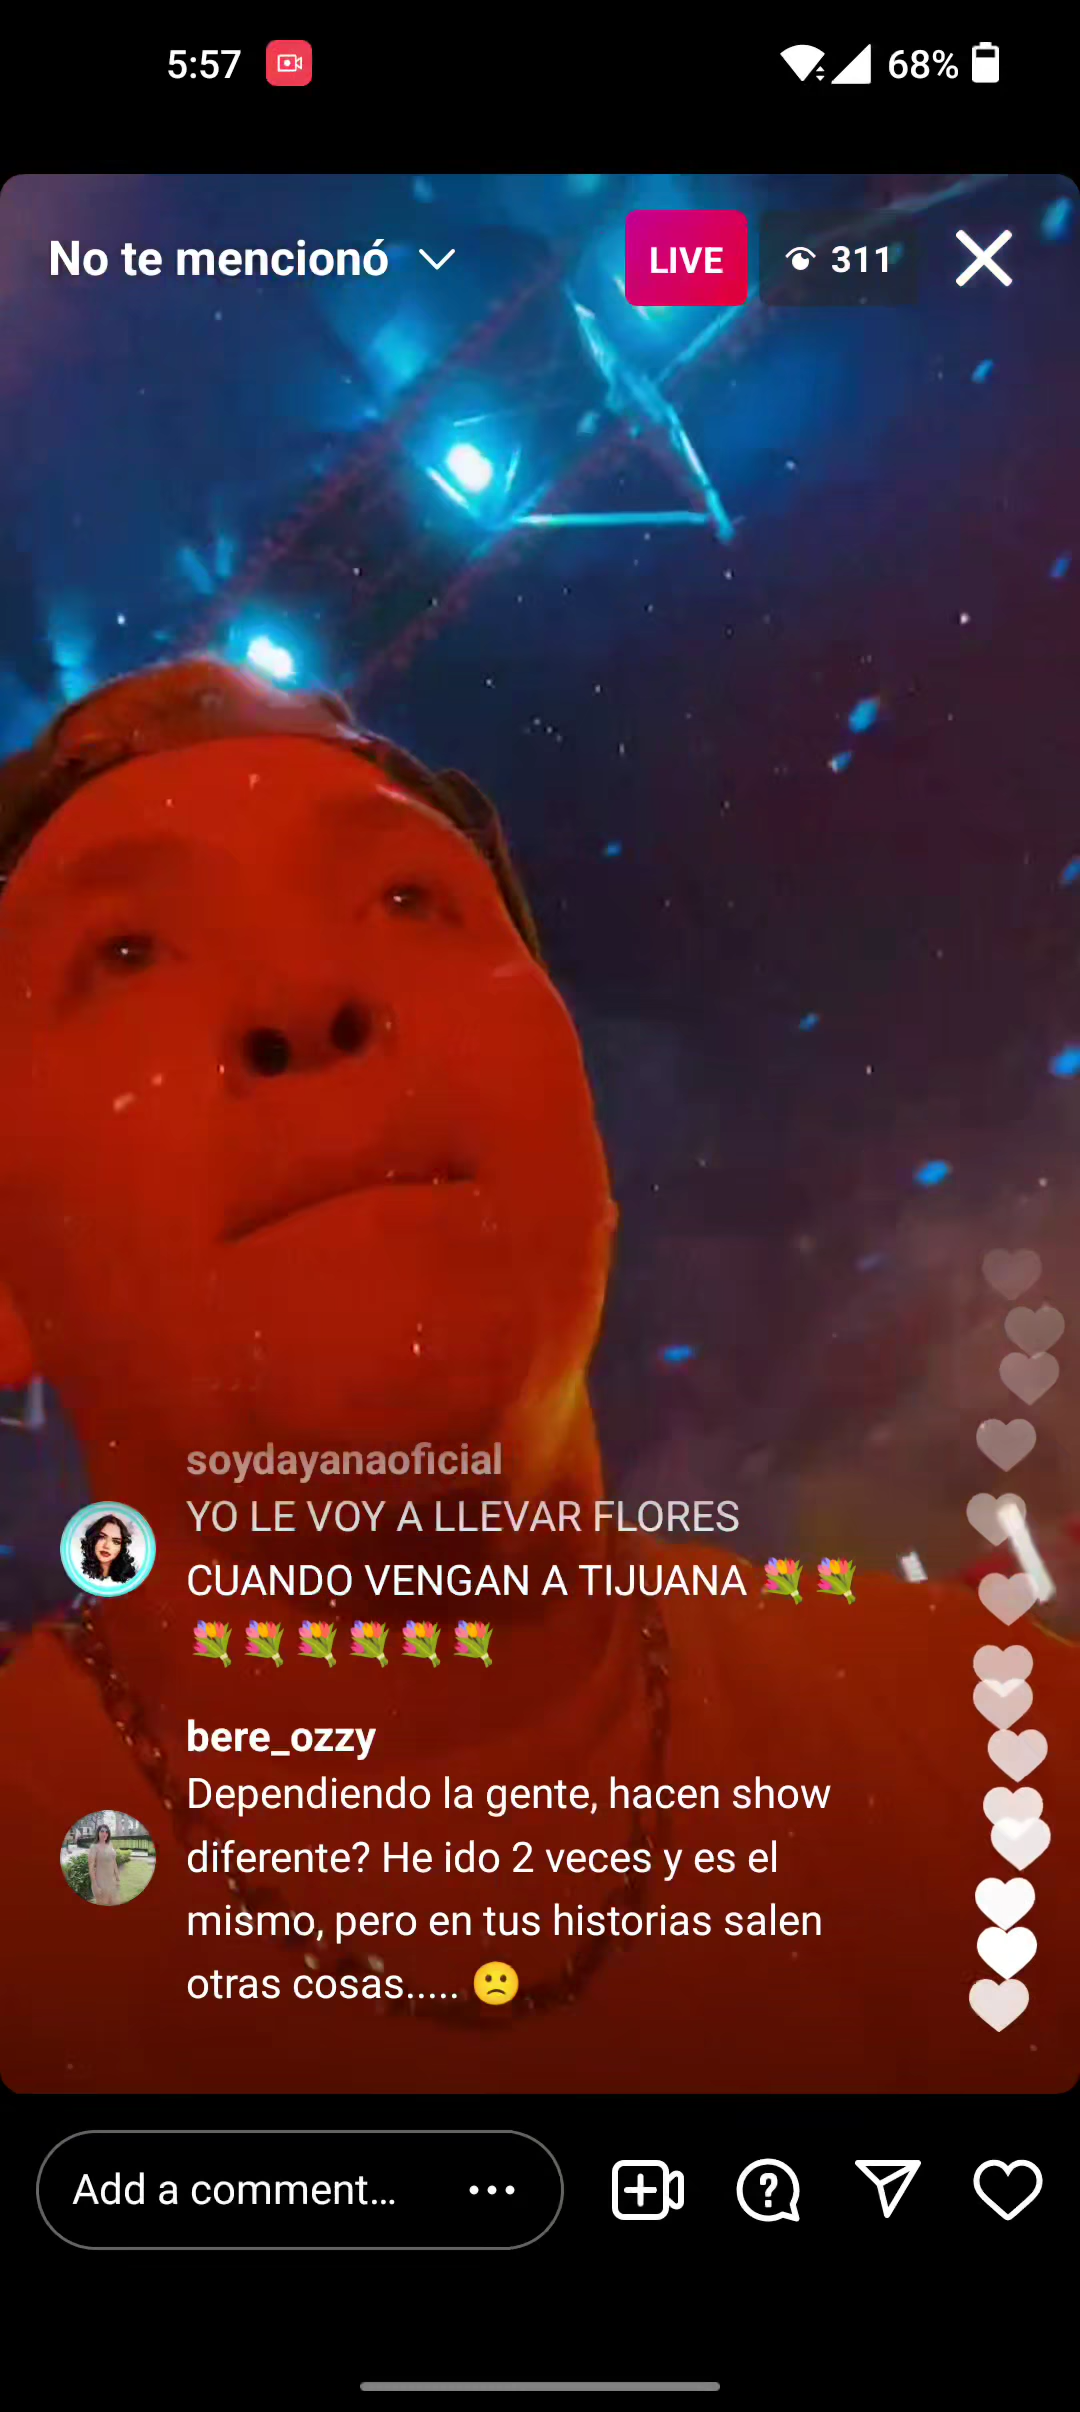 5:57
68%
No te mencionó
LIVE
311
soydayanaoficial
YO LE VOY A LLEVAR FLORES
CUANDO VENGAN A TIJUANA 💐💐
💐💐💐💐💐💐
bere_ozzy
Dependiendo la gente, hacen show
diferente? He ido 2 veces y es el
mismo, pero en tus historias salen
otras cosas..... 🙁
Add a comment...